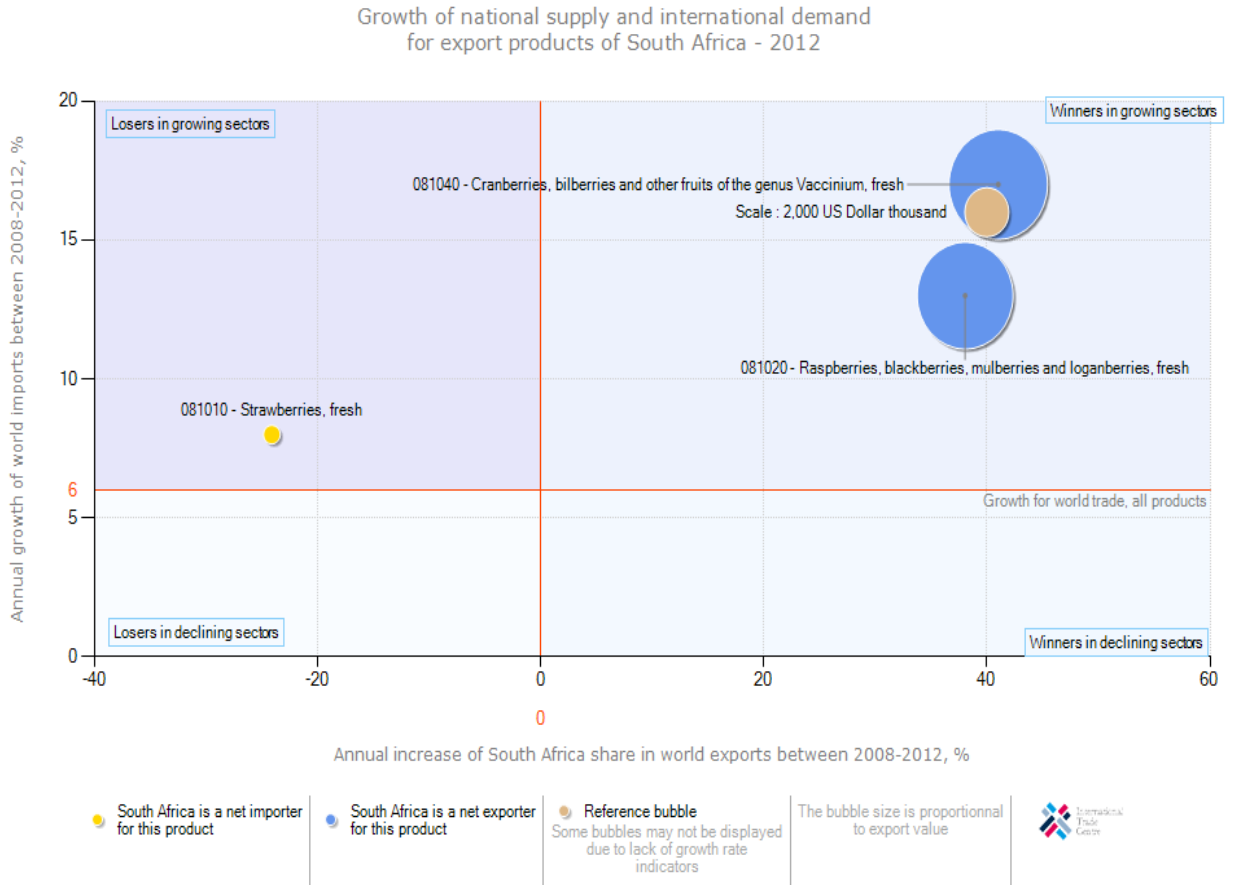 Growth of national supply and international demand
for export products of South Africa - 2012
Annual growth of world imports between 2008-2012, %
20
15
10
6
5
0
Losers in growing sectors
Winners in growing sectors
081040 - Cranberries, bilberries and other fruits of the genus Vaccinium, fresh
Scale : 2,000 US Dollar thousand
081020 - Raspberries, blackberries, mulberries and loganberries, fresh
081010 - Strawberries, fresh
Growth for world trade, all products
Losers in declining sectors
Winners in declining sectors
-40
-20
0
20
40
60
0
Annual increase of South Africa share in world exports between 2008-2012, %
South Africa is a net importer
for this product
South Africa is a net exporter
for this product
Reference bubble
Some bubbles may not be displayed
due to lack of growth rate
indicators
The bubble size is proportionnal
to export value
International
Trade
Centre